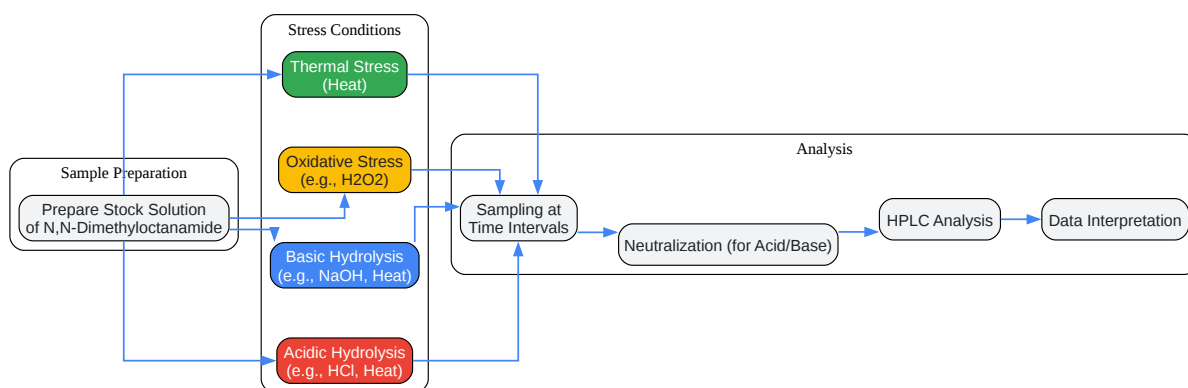 Stress Conditions
Thermal Stress
(Heat)
Oxidative Stress
(e.g., H2O2)
Basic Hydrolysis
(e.g., NaOH, Heat)
Acidic Hydrolysis
(e.g., HCl, Heat)
Sample Preparation
Prepare Stock Solution
of N,N-Dimethyloctanamide
Analysis
Sampling at
Time Intervals
Neutralization (for Acid/Base)
HPLC Analysis
Data Interpretation